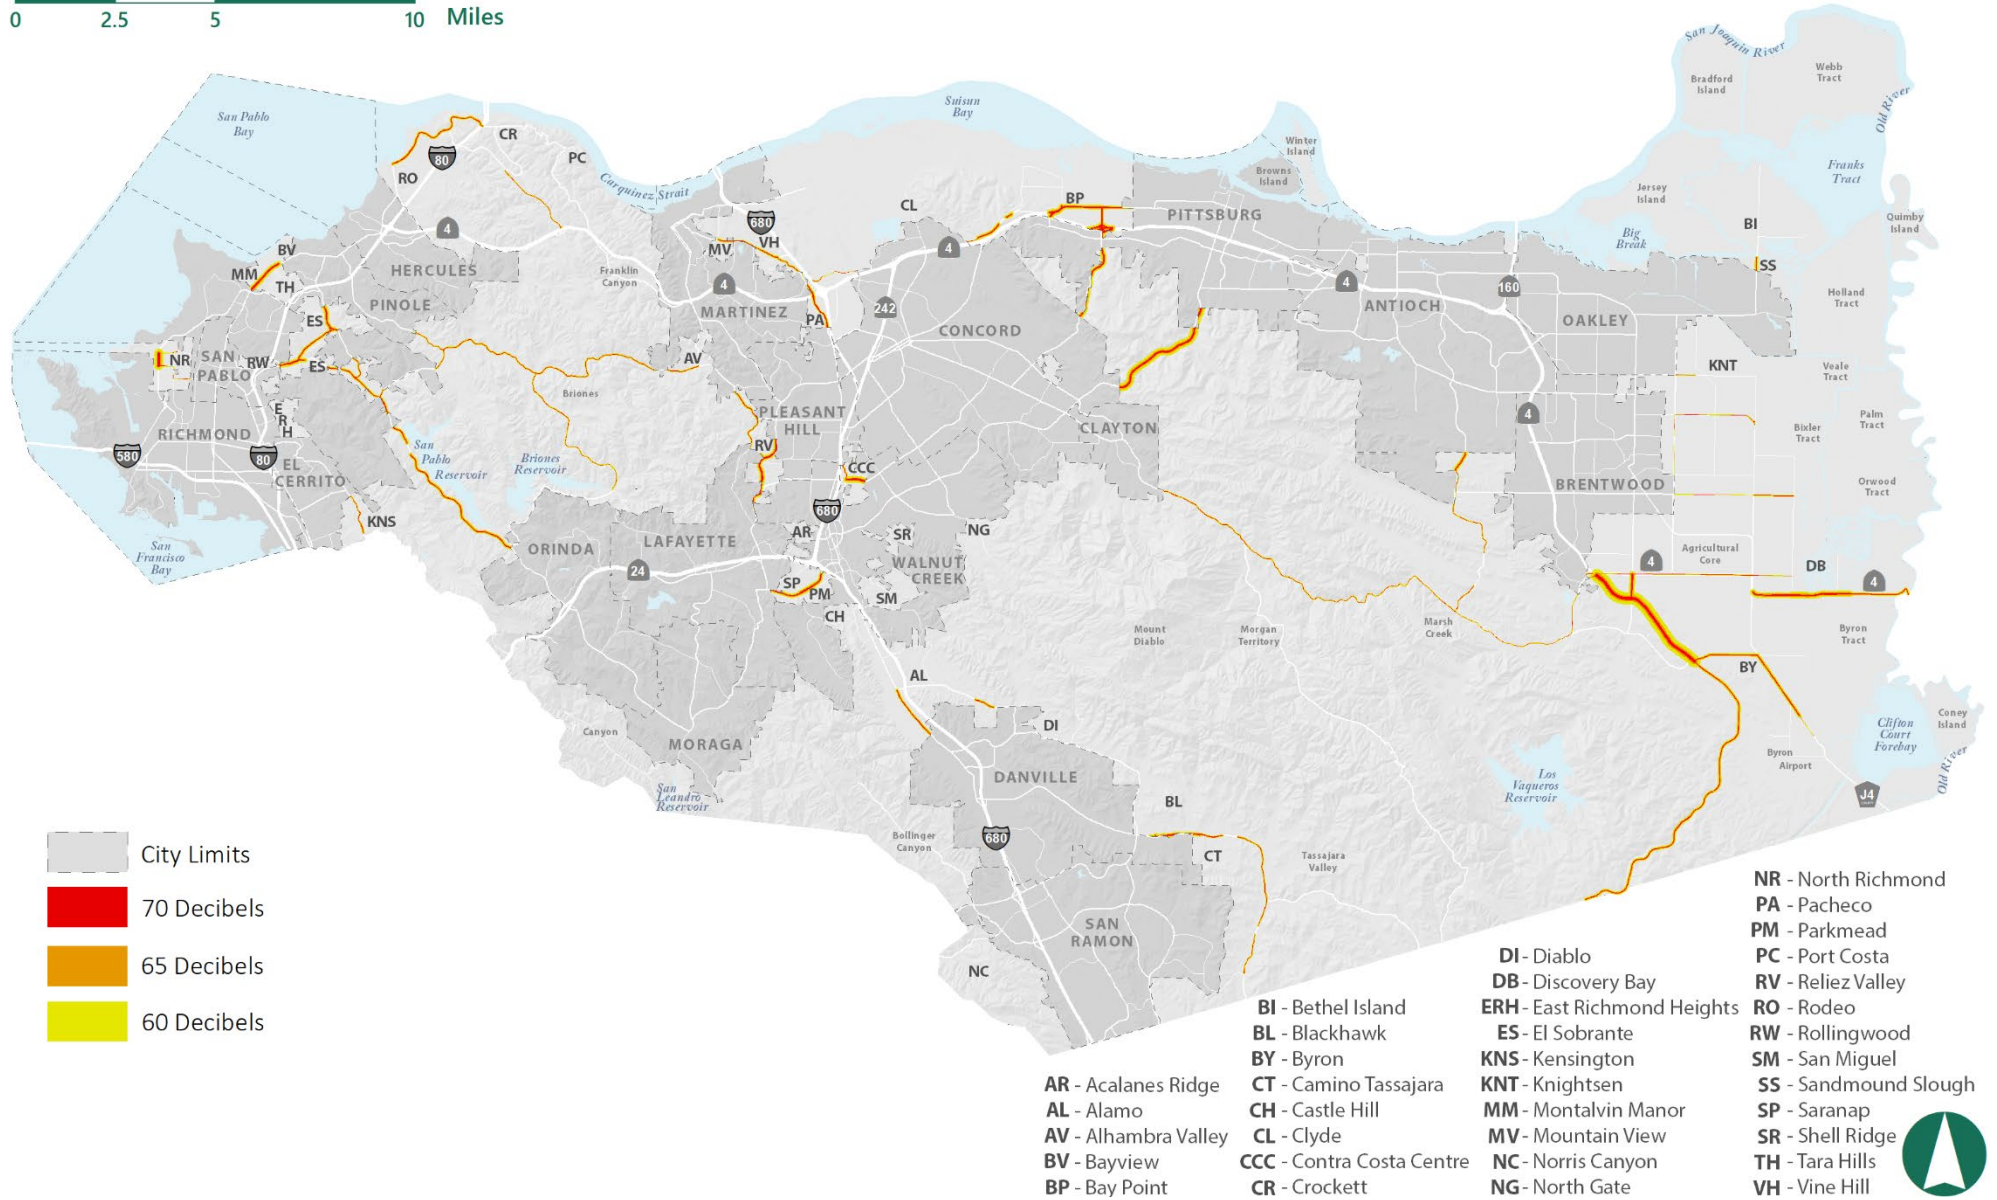 0 2.5 5 10 Miles
San Joaquin River
Webb
Tract
Bradford
Island
Old River
San Pablo
Bay
Suisun
Bay
CR
80
PC
RO
Carquinez Strait
Winter
Island
Browns
Island
Franks
Tract
Jersey
Island
BP
CL
PITTSBURG
680
BI
Quimby
Island
4
MV
VH
4
Big
Break
BV
MM
TH
HERCULES
Franklin
Canyon
SS
PINOLE
4
MARTINEZ
242
4
ANTIOCH
160
OAKLEY
Holland
Tract
ES
PA
CONCORD
NR
SAN
PABLO
RW
ES
AV
KNT
Veale
Tract
Briones
PLEASANT
HILL
CLAYTON
4
Palm
Tract
Bixler
Tract
E
R
H
RICHMOND
580
80
EL
CERRITO
San
Pablo
Reservoir
Briones
Reservoir
RV
CCC
BRENTWOOD
Orwood
Tract
KNS
680
AR
SR
NG
San
Francisco
Bay
ORINDA
LAFAYETTE
24
WALNUT
CREEK
SP
PM
SM
CH
Agricultural
Core
4
DB
4
Mount
Diablo
Morgan
Territory
Marsh
Creek
Byron
Tract
BY
AL
DI
Canyon
MORAGA
Clifton
Court
Forebay
Coney
Island
Old River
Byron
Airport
J4
San
Leandro
Reservoir
DANVILLE
Los
Vaqueros
Reservoir
BL
680
Bollinger
Canyon
CT
Tassajara
Valley
SAN
RAMON
NC
City Limits
70 Decibels
65 Decibels
60 Decibels
AR - Acalanes Ridge
AL - Alamo
AV - Alhambra Valley
BV - Bayview
BP - Bay Point
BI - Bethel Island
BL - Blackhawk
BY - Byron
CT - Camino Tassajara
CH - Castle Hill
CL - Clyde
CCC - Contra Costa Centre
CR - Crockett
DI - Diablo
DB - Discovery Bay
ERH - East Richmond Heights
ES - El Sobrante
KNS - Kensington
KNT - Knightsen
MM - Montalvin Manor
MV - Mountain View
NC - Norris Canyon
NG - North Gate
NR - North Richmond
PA - Pacheco
PM - Parkmead
PC - Port Costa
RV - Reliez Valley
RO - Rodeo
RW - Rollingwood
SM - San Miguel
SS - Sandmound Slough
SP - Saranap
SR - Shell Ridge
TH - Tara Hills
VH - Vine Hill